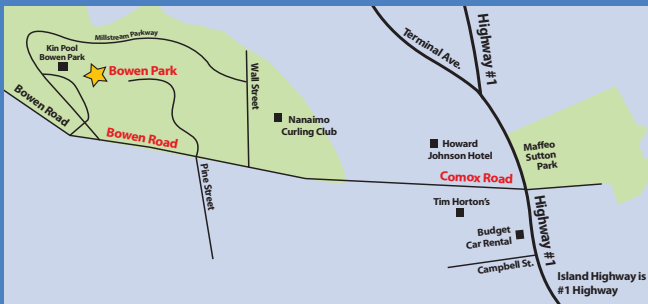 Millstream Parkway
Kin Pool
Bowen Park
Bowen Park
Bowen Road
Bowen Road
Pine Street
Wall Street
Nanaimo
Curling Club
Terminal Ave.
Highway #1
Howard
Johnson Hotel
Maffeo
Sutton
Park
Comox Road
Tim Horton's
Budget
Car Rental
Campbell St.
Highway #1
Island Highway is
#1 Highway